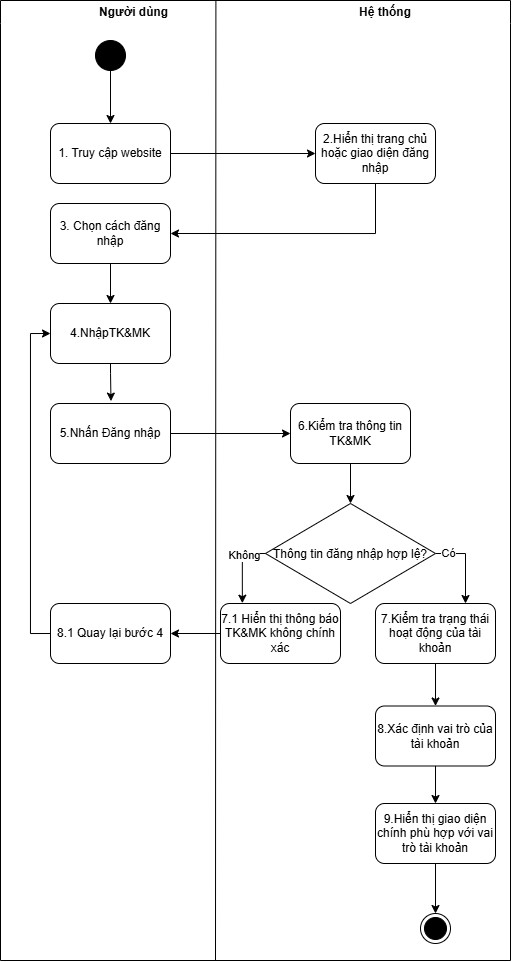 Người dùng
Hệ thống
1. Truy cập website
2.Hiển thị trang chủ
hoặc giao diện đăng
nhập
3. Chọn cách đăng
nhập
4.NhậpTK&MK
5.Nhấn Đăng nhập
6.Kiểm tra thông tin
TK&MK
Thông tin đăng nhập hợp lệ?
Không
Có
8.1 Quay lại bước 4
7.1 Hiển thị thông báo
TK&MK không chính
xác
7.Kiểm tra trạng thái
hoạt động của tài
khoản
8.Xác định vai trò của
tài khoản
9.Hiển thị giao diện
chính phù hợp với vai
trò tài khoản